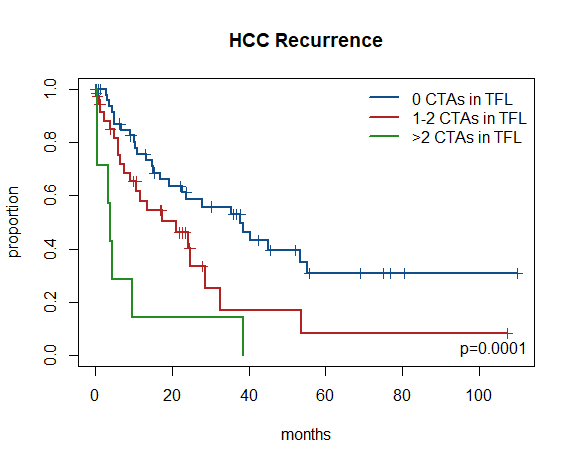 HCC Recurrence
0 CTAs in TFL
1-2 CTAs in TFL
>2 CTAs in TFL
proportion
1.0
0.8
0.6
0.4
0.2
0.0
p=0.0001
0 20 40 60 80 100
months